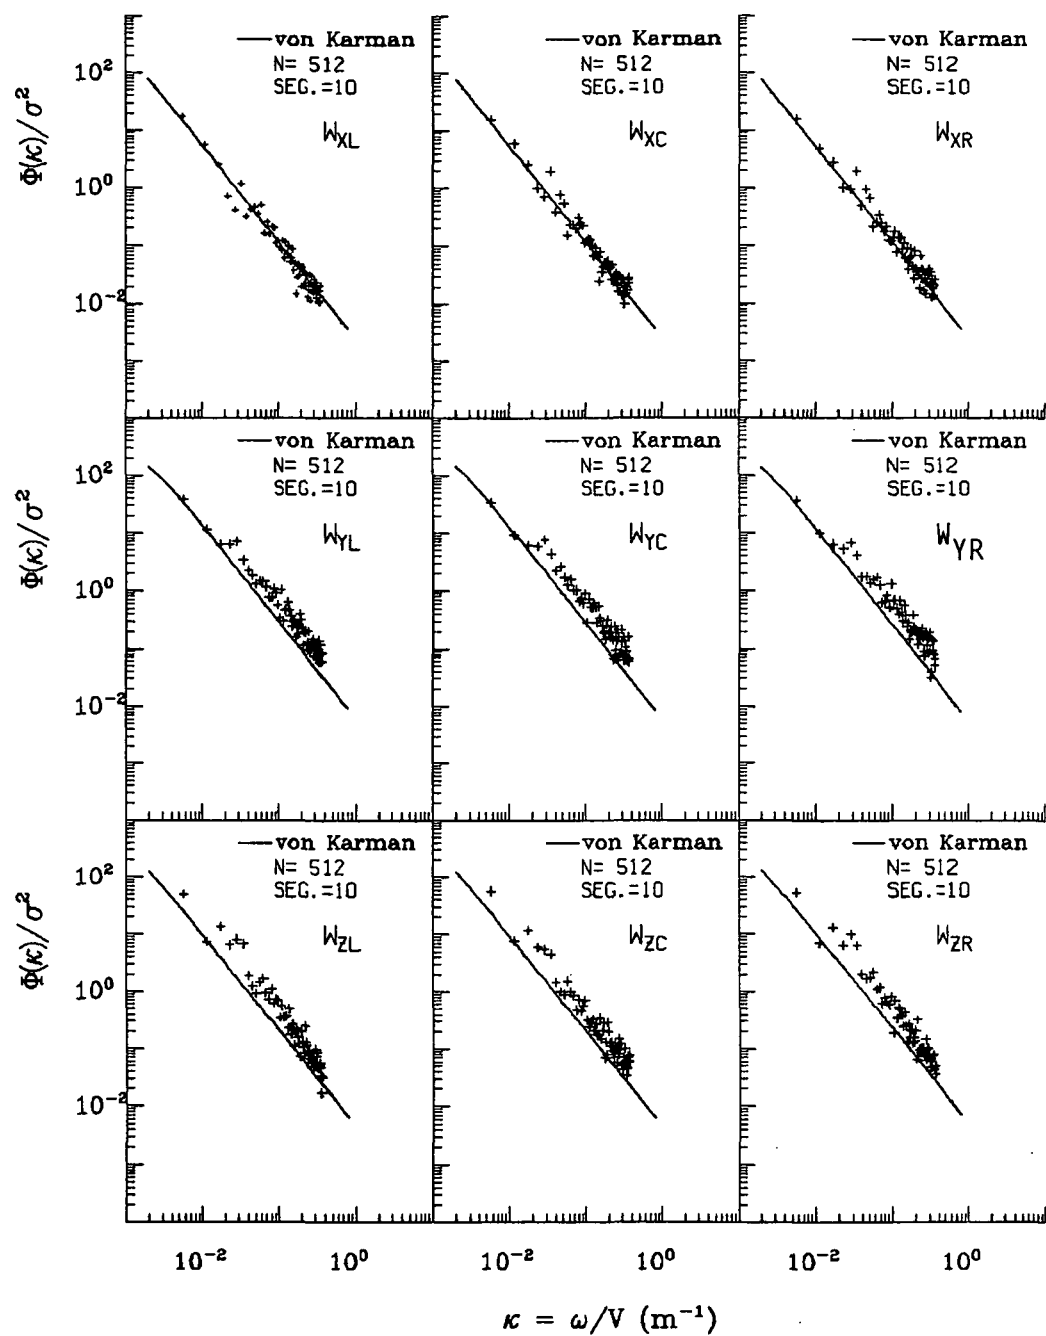 — von Karman
N= 512
SEG.=10
W_XL
— von Karman
N= 512
SEG.=10
W_XC
— von Karman
N= 512
SEG.=10
W_XR
Φ(κ)/σ²
10²
10⁰
10⁻²
— von Karman
N= 512
SEG.=10
W_YL
— von Karman
N= 512
SEG.=10
W_YC
— von Karman
N= 512
SEG.=10
W_YR
Φ(κ)/σ²
10²
10⁰
10⁻²
— von Karman
N= 512
SEG.=10
W_ZL
— von Karman
N= 512
SEG.=10
W_ZC
— von Karman
N= 512
SEG.=10
W_ZR
Φ(κ)/σ²
10²
10⁰
10⁻²
10⁻² 10⁰ 10⁻² 10⁰ 10⁻² 10⁰
κ = ω/V (m⁻¹)